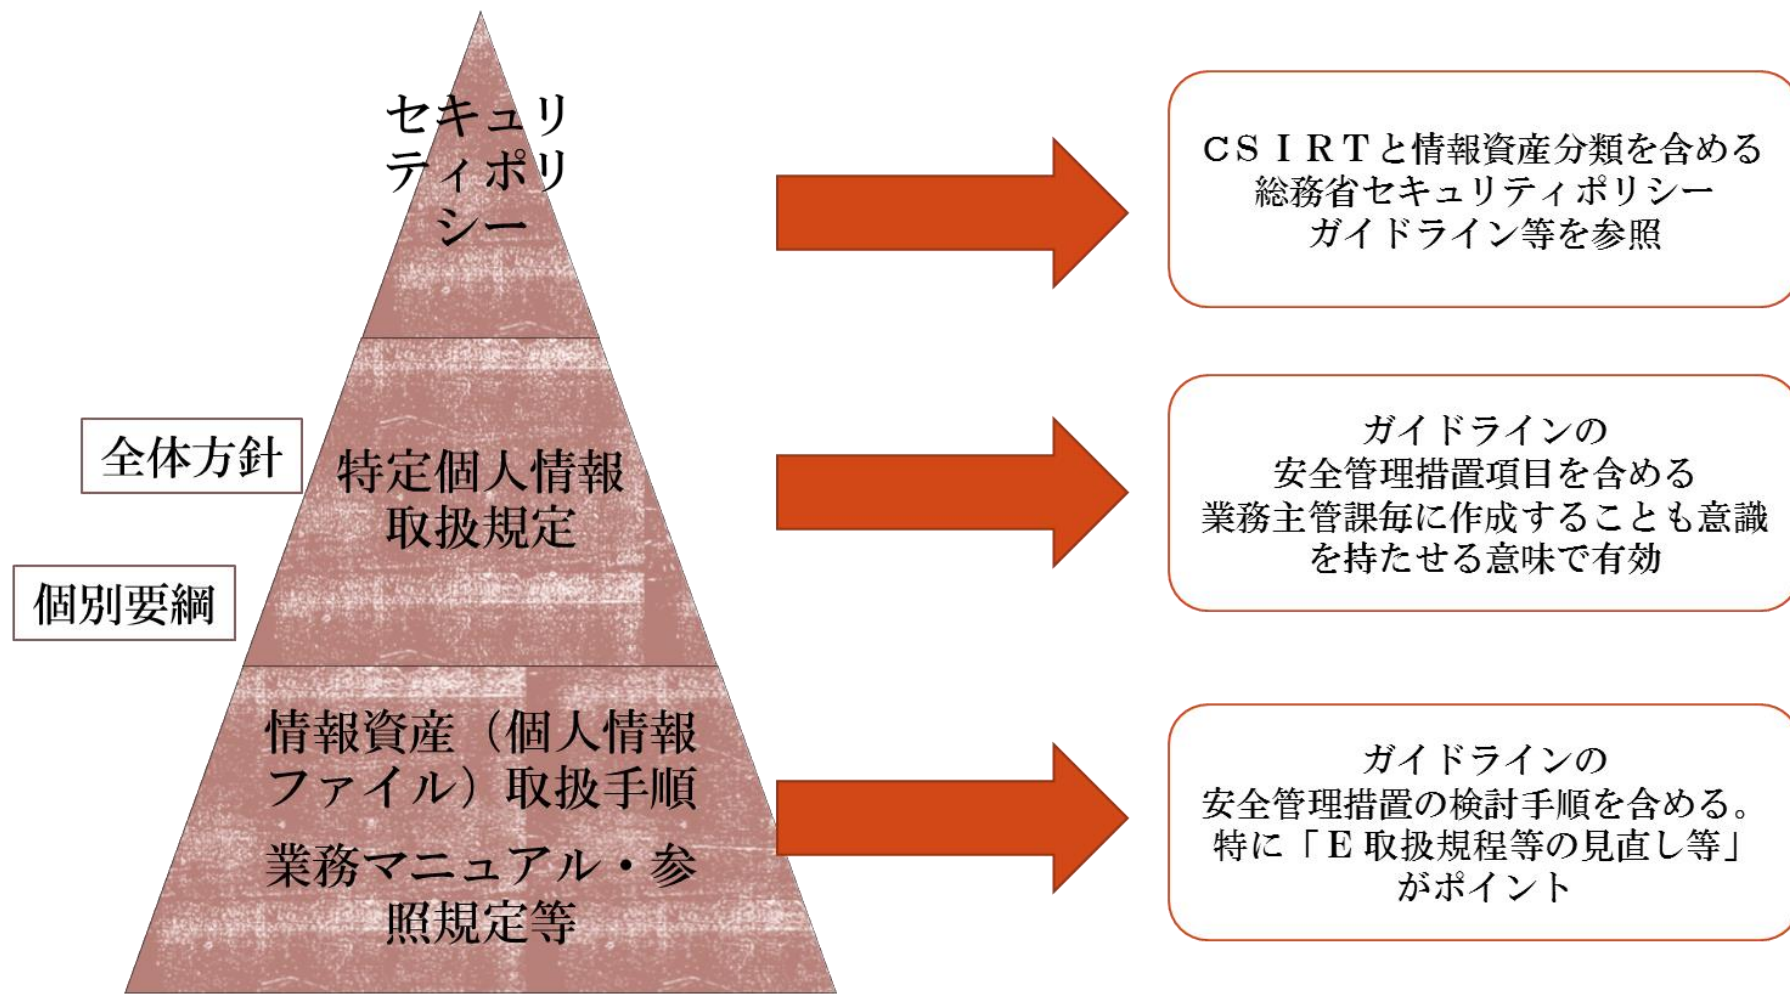 セキュリ
ティポリ
シー
CSIRTと情報資産分類を含める
総務省セキュリティポリシー
ガイドライン等を参照
全体方針
個別要綱
特定個人情報
取扱規定
ガイドラインの
安全管理措置項目を含める
業務主管課毎に作成することも意識
を持たせる意味で有効
情報資産（個人情報
ファイル）取扱手順
業務マニュアル・参
照規定等
ガイドラインの
安全管理措置の検討手順を含める。
特に「E取扱規程等の見直し等」
がポイント